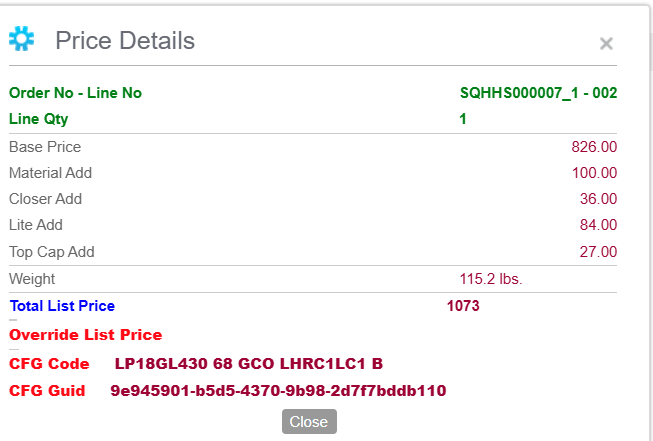 Price Details ×
Order No - Line No SQHHS000007_1 - 002
Line Qty 1
Base Price 826.00
Material Add 100.00
Closer Add 36.00
Lite Add 84.00
Top Cap Add 27.00
Weight 115.2 lbs.
Total List Price 1073
Override List Price
CFG Code LP18GL430 68 GCO LHRC1LC1 B
CFG Guid 9e945901-b5d5-4370-9b98-2d7f7bddb110
Close